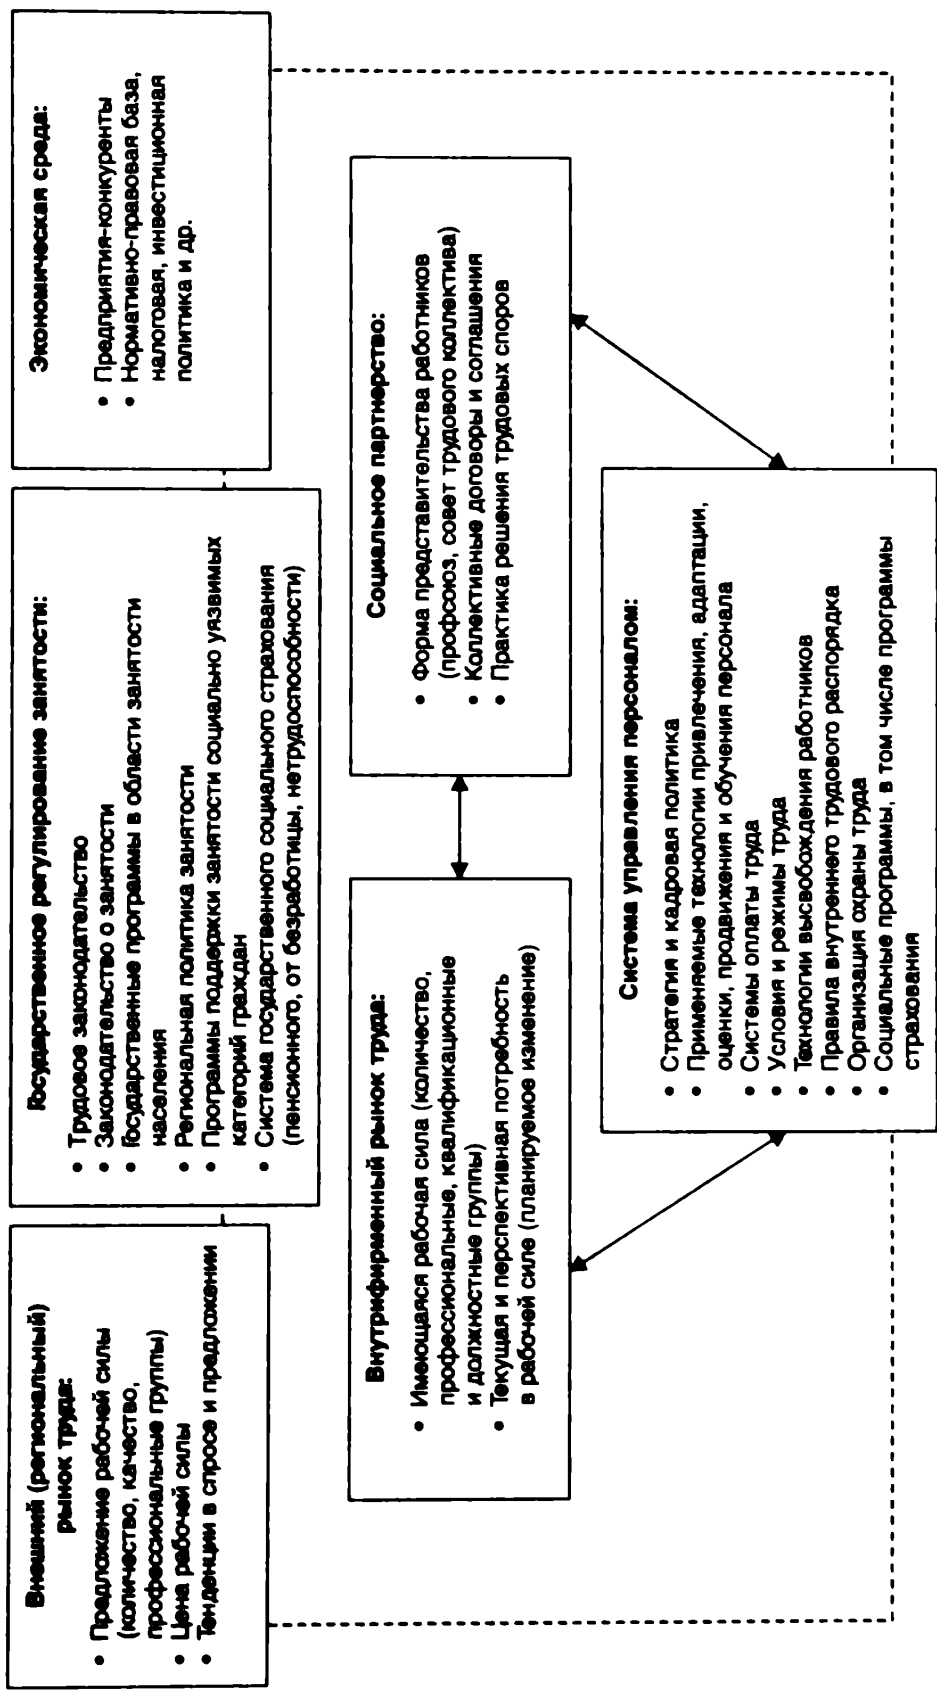 Внешний (региональный)
рынок труда:
• Предложение рабочей силы
(количество, качество,
профессиональные группы)
• Цена рабочей силы
• Тенденции в спросе и предложении
Государственное регулирование занятости:
• Трудовое законодательство
• Законодательство о занятости
• Государственные программы в области занятости
населения
• Региональная политика занятости
• Программы поддержки занятости социально уязвимых
категорий граждан
• Система государственного социального страхования
(пенсионного, от безработицы, нетрудоспособности)
Экономическая среда:
• Предприятия-конкуренты
• Нормативно-правовая база,
налоговая, инвестиционная
политика и др.
Внутрифирменный рынок труда:
• Имеющаяся рабочая сила (количество,
профессиональные, квалификационные
и должностные группы)
• Текущая и перспективная потребность
в рабочей силе (планируемое изменение)
Социальное партнерство:
• Форма представительства работников
(профсоюз, совет трудового коллектива)
• Коллективные договоры и соглашения
• Практика решения трудовых споров
Система управления персоналом:
• Стратегия и кадровая политика
• Применяемые технологии привлечения, адаптации,
оценки, продвижения и обучения персонала
• Системы оплаты труда
• Условия и режимы труда
• Технологии высвобождения работников
• Правила внутреннего трудового распорядка
• Организация охраны труда
• Социальные программы, в том числе программы
страхования